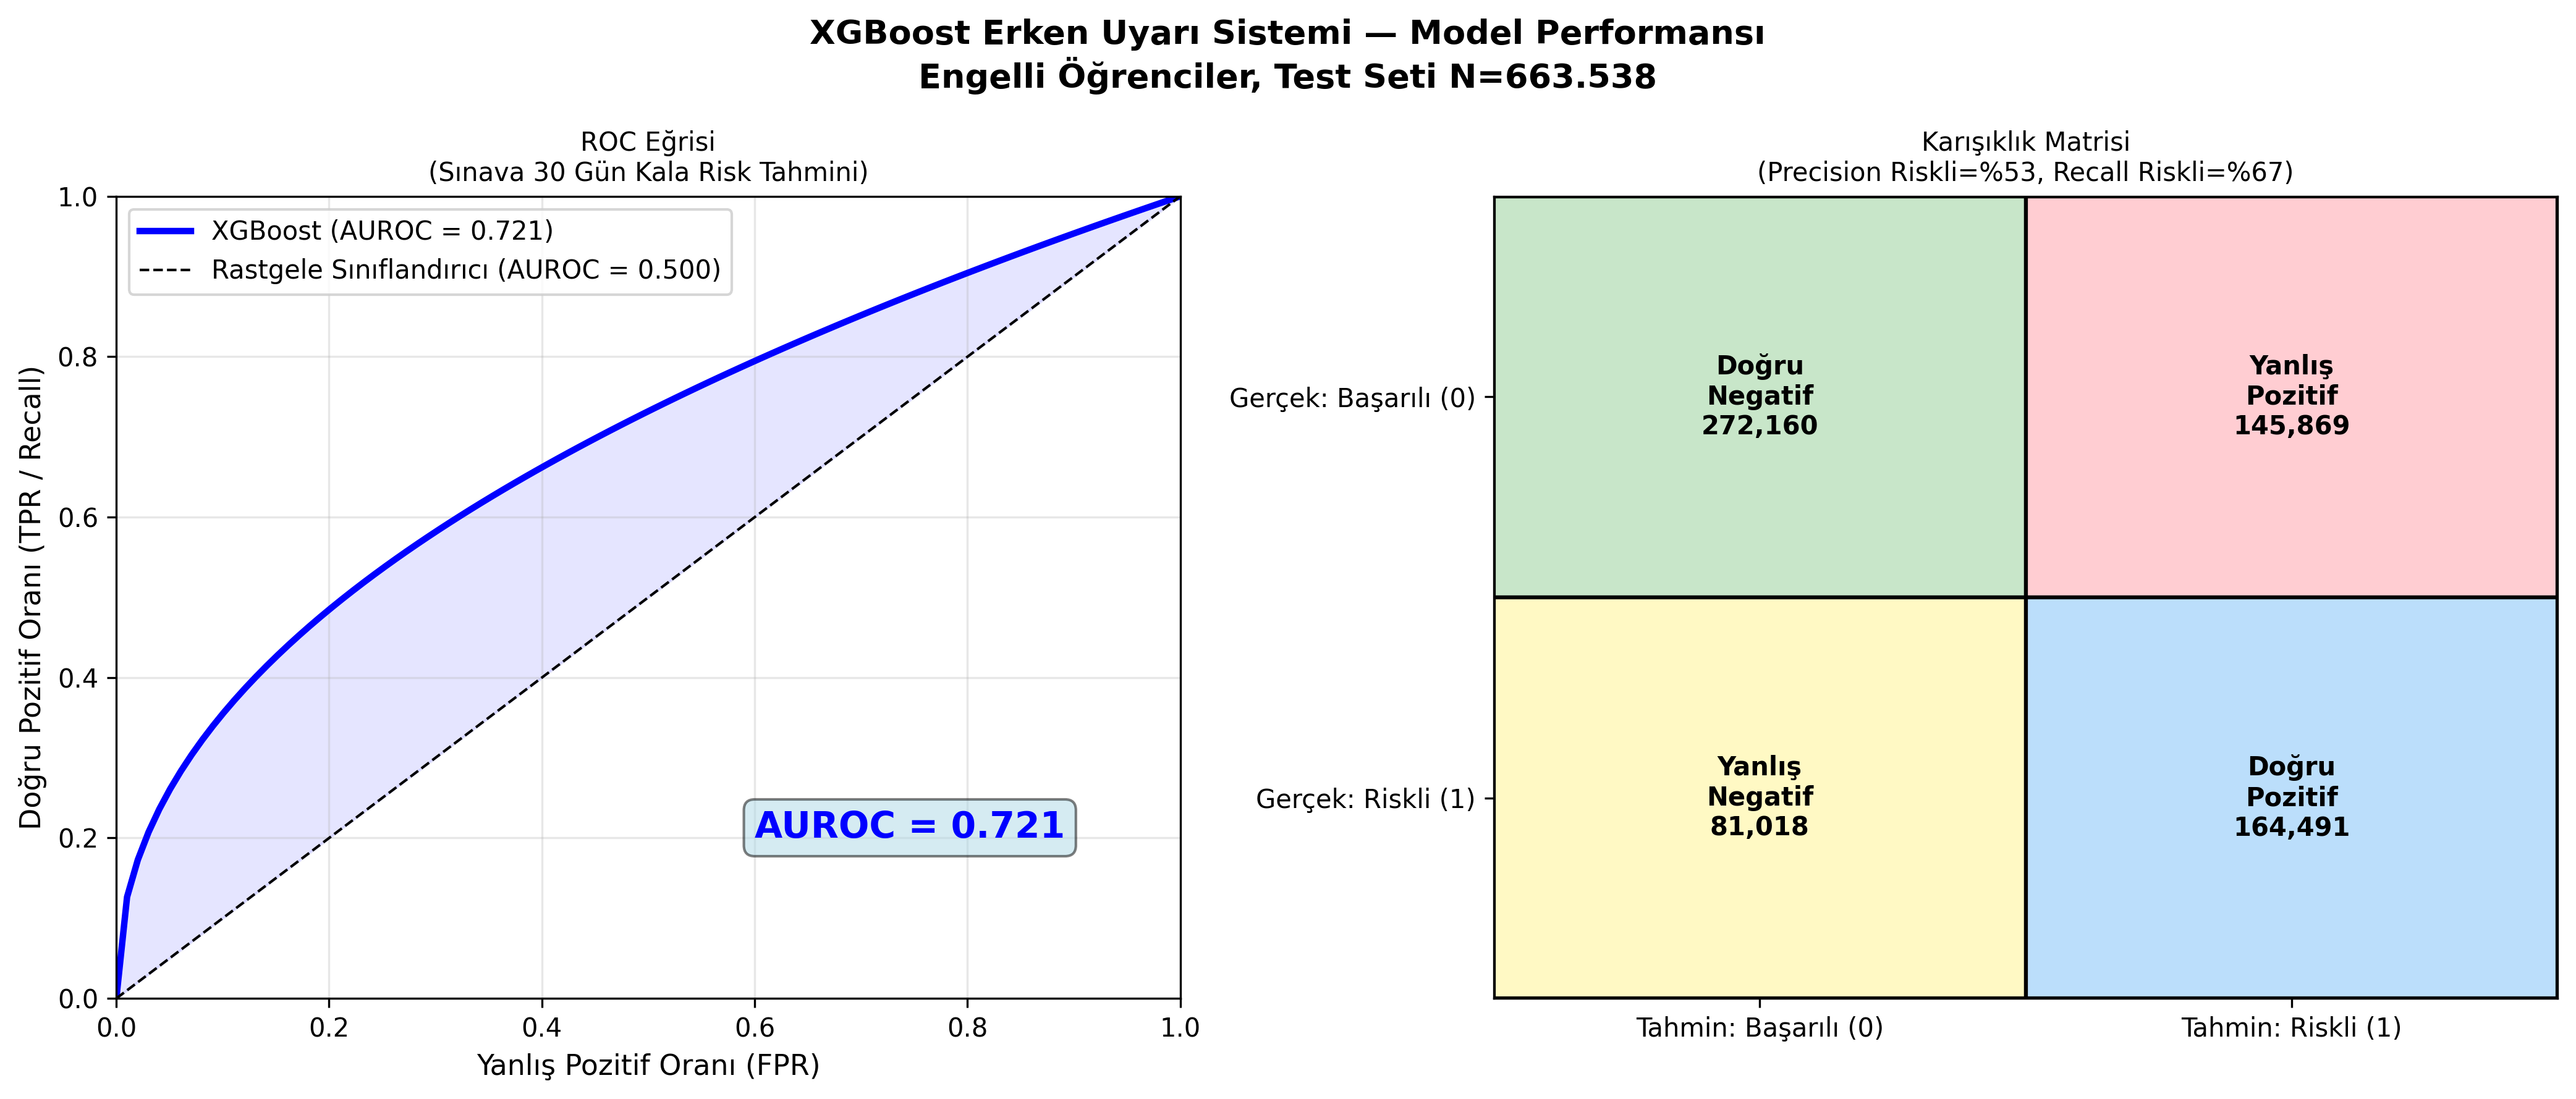 XGBoost Erken Uyarı Sistemi — Model Performansı
Engelli Öğrenciler, Test Seti N=663.538
ROC Eğrisi
(Sınava 30 Gün Kala Risk Tahmini)
1.0
0.8
0.6
0.4
0.2
0.0
Doğru Pozitif Oranı (TPR / Recall)
XGBoost (AUROC = 0.721)
Rastgele Sınıflandırıcı (AUROC = 0.500)
AUROC = 0.721
0.0 0.2 0.4 0.6 0.8 1.0
Yanlış Pozitif Oranı (FPR)
Karışıklık Matrisi
(Precision Riskli=%53, Recall Riskli=%67)
Gerçek: Başarılı (0)
Doğru
Negatif
272,160
Yanlış
Pozitif
145,869
Gerçek: Riskli (1)
Yanlış
Negatif
81,018
Doğru
Pozitif
164,491
Tahmin: Başarılı (0)
Tahmin: Riskli (1)